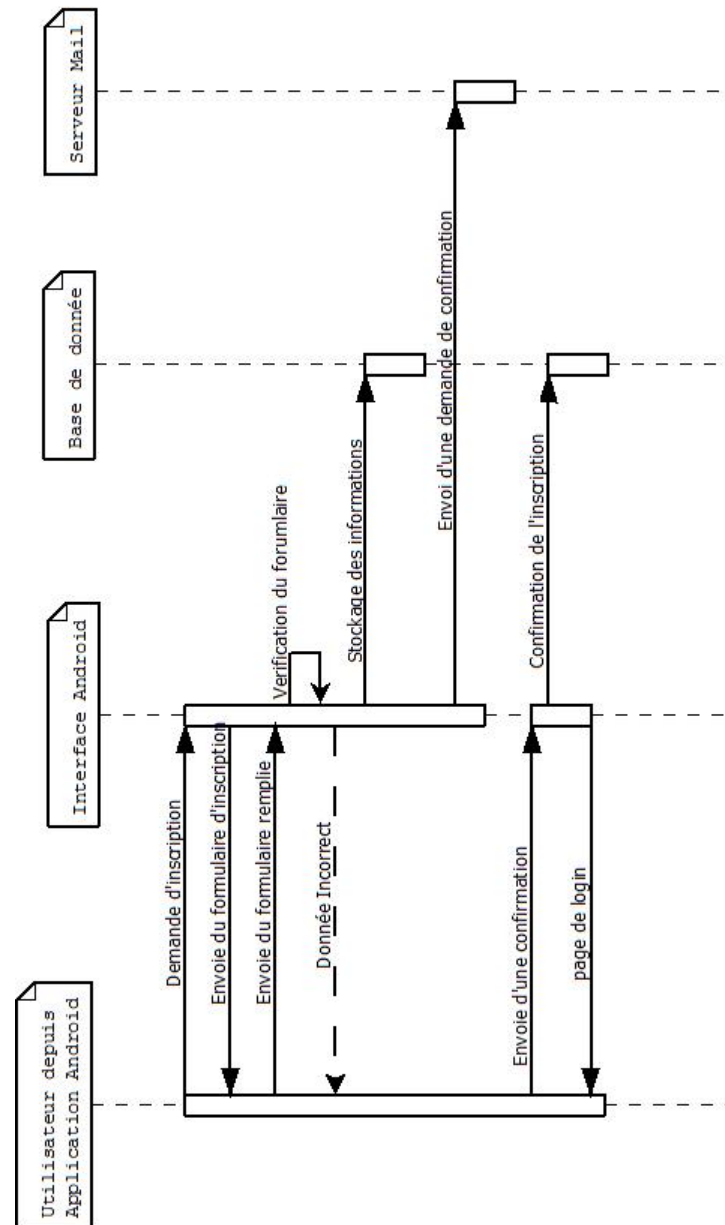 Utilisateur depuis
Application Android
Interface Android
Base de donnée
Serveur Mail
Demande d'inscription
Envoie du formulaire d'inscription
Envoie du formulaire remplie
Verification du forumlaire
Donnée Incorrect
Stockage des informations
Envoi d'une demande de confirmation
Envoie d'une confirmation
Confirmation de l'inscription
page de login